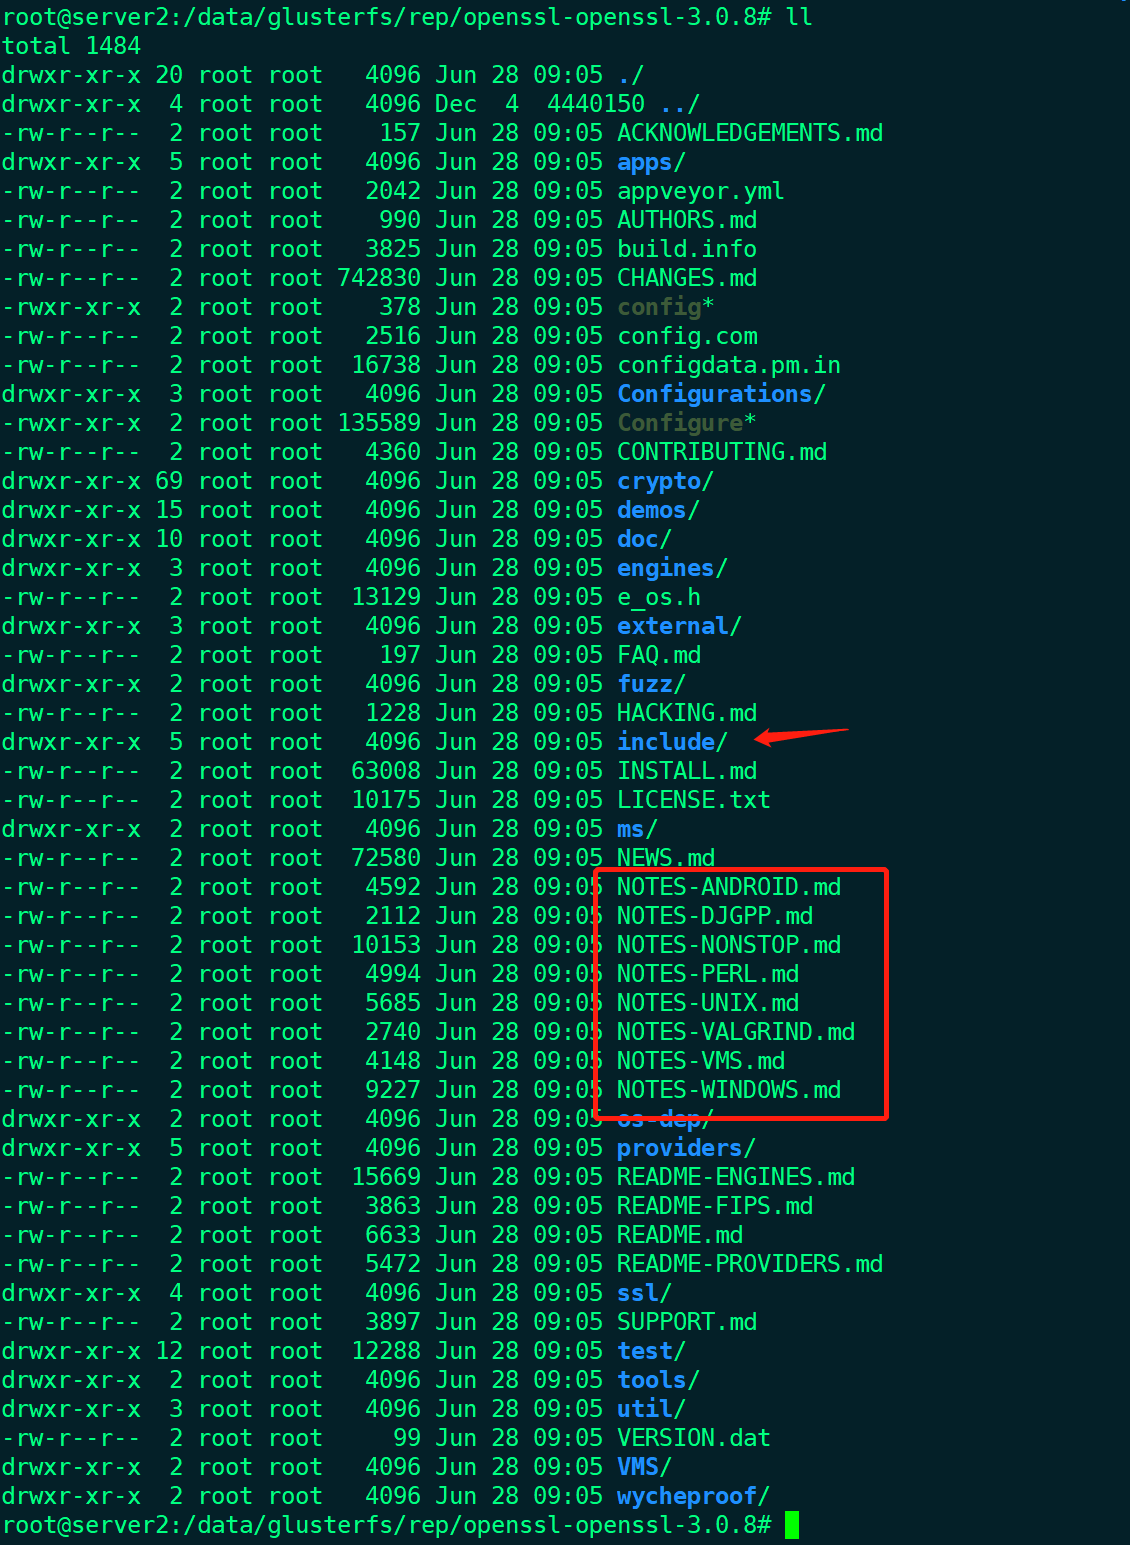 root@server2:/data/glusterfs/rep/openssl-openssl-3.0.8# ll
total 1484
drwxr-xr-x 20 root root   4096 Jun 28 09:05 ./
drwxr-xr-x  4 root root   4096 Dec  4  4440150 ../
-rw-r--r--  2 root root    157 Jun 28 09:05 ACKNOWLEDGEMENTS.md
drwxr-xr-x  5 root root   4096 Jun 28 09:05 apps/
-rw-r--r--  2 root root   2042 Jun 28 09:05 appveyor.yml
-rw-r--r--  2 root root    990 Jun 28 09:05 AUTHORS.md
-rw-r--r--  2 root root   3825 Jun 28 09:05 build.info
-rw-r--r--  2 root root 742830 Jun 28 09:05 CHANGES.md
-rwxr-xr-x  2 root root    378 Jun 28 09:05 config*
-rw-r--r--  2 root root   2516 Jun 28 09:05 config.com
-rw-r--r--  2 root root  16738 Jun 28 09:05 configdata.pm.in
drwxr-xr-x  3 root root   4096 Jun 28 09:05 Configurations/
-rwxr-xr-x  2 root root 135589 Jun 28 09:05 Configure*
-rw-r--r--  2 root root   4360 Jun 28 09:05 CONTRIBUTING.md
drwxr-xr-x 69 root root   4096 Jun 28 09:05 crypto/
drwxr-xr-x 15 root root   4096 Jun 28 09:05 demos/
drwxr-xr-x 10 root root   4096 Jun 28 09:05 doc/
drwxr-xr-x  3 root root   4096 Jun 28 09:05 engines/
-rw-r--r--  2 root root  13129 Jun 28 09:05 e_os.h
drwxr-xr-x  3 root root   4096 Jun 28 09:05 external/
-rw-r--r--  2 root root    197 Jun 28 09:05 FAQ.md
drwxr-xr-x  2 root root   4096 Jun 28 09:05 fuzz/
-rw-r--r--  2 root root   1228 Jun 28 09:05 HACKING.md
drwxr-xr-x  5 root root   4096 Jun 28 09:05 include/
-rw-r--r--  2 root root  63008 Jun 28 09:05 INSTALL.md
-rw-r--r--  2 root root  10175 Jun 28 09:05 LICENSE.txt
drwxr-xr-x  2 root root   4096 Jun 28 09:05 ms/
-rw-r--r--  2 root root  72580 Jun 28 09:05 NEWS.md
-rw-r--r--  2 root root   4592 Jun 28 09:05 NOTES-ANDROID.md
-rw-r--r--  2 root root   2112 Jun 28 09:05 NOTES-DJGPP.md
-rw-r--r--  2 root root  10153 Jun 28 09:05 NOTES-NONSTOP.md
-rw-r--r--  2 root root   4994 Jun 28 09:05 NOTES-PERL.md
-rw-r--r--  2 root root   5685 Jun 28 09:05 NOTES-UNIX.md
-rw-r--r--  2 root root   2740 Jun 28 09:05 NOTES-VALGRIND.md
-rw-r--r--  2 root root   4148 Jun 28 09:05 NOTES-VMS.md
-rw-r--r--  2 root root   9227 Jun 28 09:05 NOTES-WINDOWS.md
drwxr-xr-x  2 root root   4096 Jun 28 09:05 os-dep/
drwxr-xr-x  5 root root   4096 Jun 28 09:05 providers/
-rw-r--r--  2 root root  15669 Jun 28 09:05 README-ENGINES.md
-rw-r--r--  2 root root   3863 Jun 28 09:05 README-FIPS.md
-rw-r--r--  2 root root   6633 Jun 28 09:05 README.md
-rw-r--r--  2 root root   5472 Jun 28 09:05 README-PROVIDERS.md
drwxr-xr-x  4 root root   4096 Jun 28 09:05 ssl/
-rw-r--r--  2 root root   3897 Jun 28 09:05 SUPPORT.md
drwxr-xr-x 12 root root  12288 Jun 28 09:05 test/
drwxr-xr-x  2 root root   4096 Jun 28 09:05 tools/
drwxr-xr-x  3 root root   4096 Jun 28 09:05 util/
-rw-r--r--  2 root root     99 Jun 28 09:05 VERSION.dat
drwxr-xr-x  2 root root   4096 Jun 28 09:05 VMS/
drwxr-xr-x  2 root root   4096 Jun 28 09:05 wycheproof/
root@server2:/data/glusterfs/rep/openssl-openssl-3.0.8#